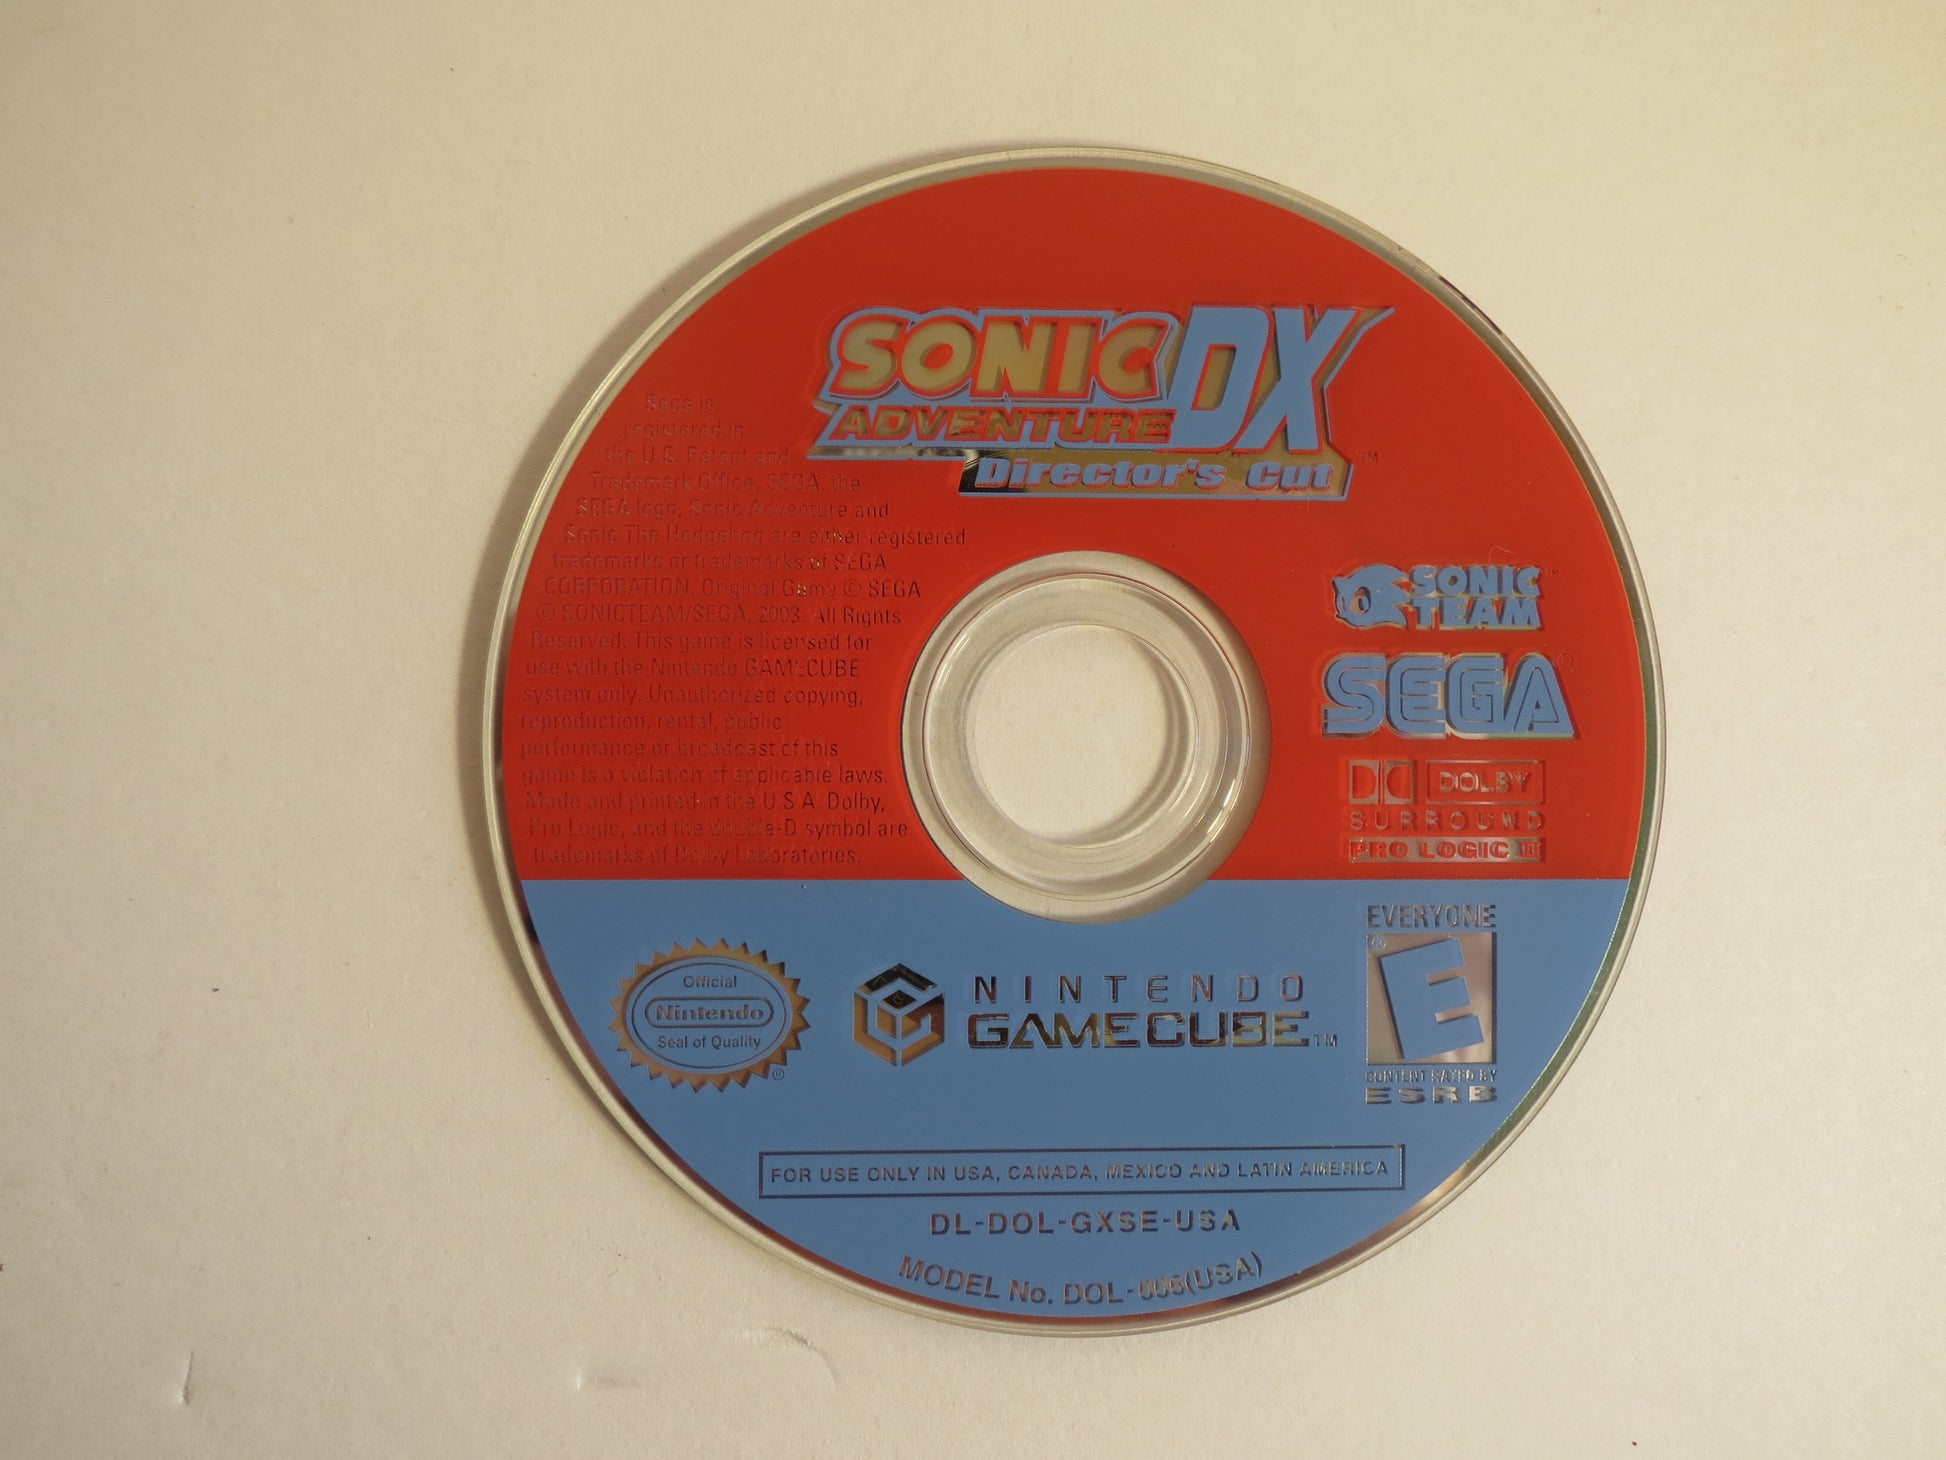 SONIC DX
ADVENTURE
Director's Cut ™
Sega is
registered in
the U.S. Patent and
Trademark Office. SEGA, the
SEGA logo, Sonic Adventure and
Sonic The Hedgehog are either registered
trademarks or trademarks of SEGA
CORPORATION. Original Game © SEGA
© SONICTEAM/SEGA, 2003. All Rights
Reserved. This game is licensed for
use with the Nintendo GAMECUBE
system only. Unauthorized copying,
reproduction, rental, public
performance or broadcast of this
game is a violation of applicable laws.
Made and printed in the U.S.A. Dolby,
Pro Logic, and the double-D symbol are
trademarks of Dolby Laboratories.
SONIC ™
TEAM
SEGA ®
DOLBY
SURROUND
PRO LOGIC II
EVERYONE
®
E
CONTENT RATED BY
ESRB
Official
Nintendo
Seal of Quality
®
NINTENDO
GAMECUBE™
FOR USE ONLY IN USA, CANADA, MEXICO AND LATIN AMERICA
DL-DOL-GXSE-USA
MODEL No. DOL-006(USA)